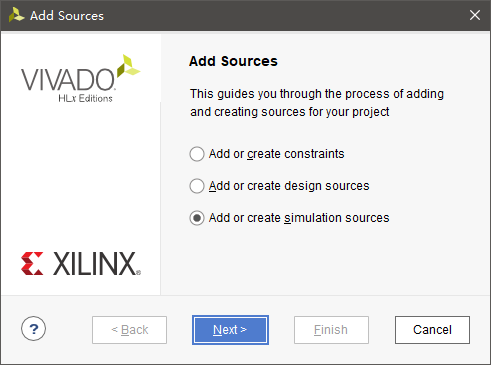 Add Sources
VIVADO.
HLx Editions
Add Sources
This guides you through the process of adding
and creating sources for your project
Add or create constraints
Add or create design sources
Add or create simulation sources
XILINX®
?
< Back
Next >
Finish
Cancel